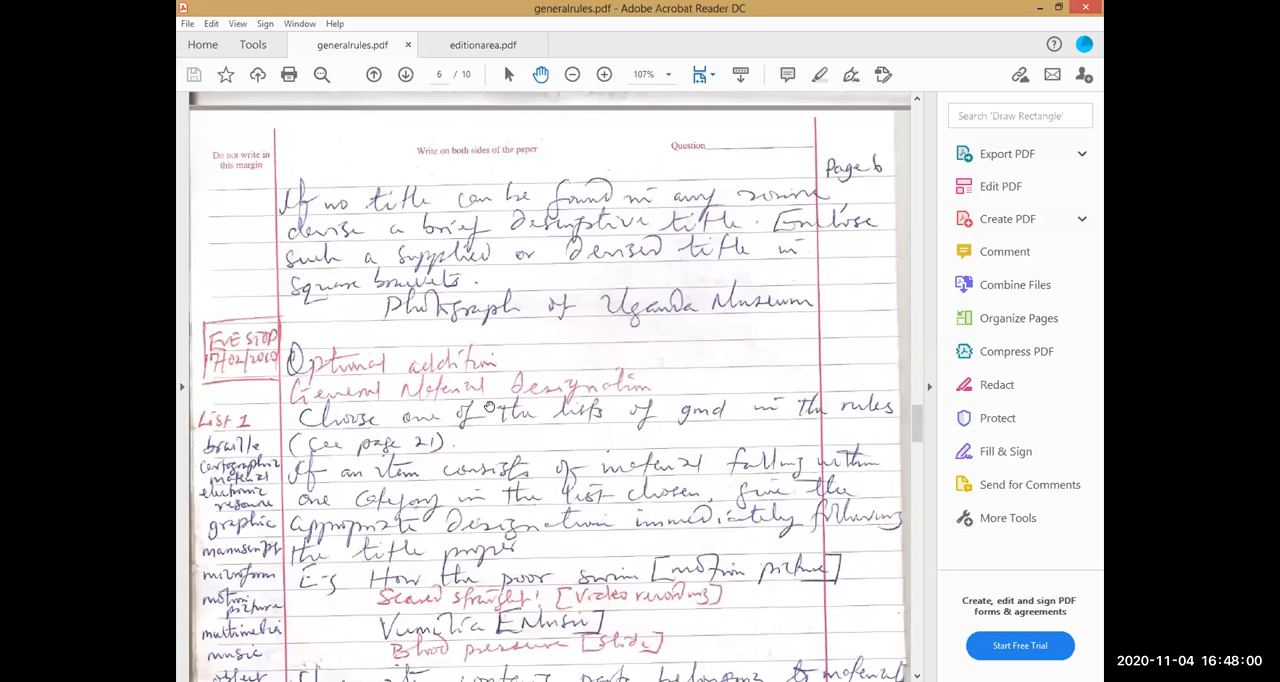 generalrules.pdf - Adobe Acrobat Reader DC
File Edit View Sign Window Help
Home Tools generalrules.pdf × editionarea.pdf
6 / 10 107%
Search 'Draw Rectangle'
Export PDF
Edit PDF
Create PDF
Comment
Combine Files
Organize Pages
Compress PDF
Redact
Protect
Fill & Sign
Send for Comments
More Tools
Create, edit and sign PDF
forms & agreements
Start Free Trial
2020-11-04 16:48:00
Do not write in
this margin
Write on both sides of the paper
Question
Page 6
If no title can be found in any source,
devise a brief descriptive title. Enclose
such a supplied or devised title in
square brackets.
Photograph of Uganda Museum
EVE STOP
Optional addition
General Material Designation
Choose one of the lists of gmd in the rules
(See page 21).
If an item consists of material falling within
one category in the list chosen, give the
appropriate designation immediately following
the title proper
E-g How the poor [motion picture]
Scared straight! [Video recording]
Vumilia [Music]
Blood pressure [Slide]
belongs to material
List 1
braille
cartographic
material
electronic
resource
graphic
manuscript
microform
motion
picture
multimedia
music
object